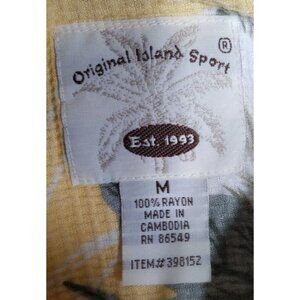 ®
Original Island Sport
Est. 1993
M
100% RAYON
MADE IN
CAMBODIA
RN 86549
ITEM# 398152